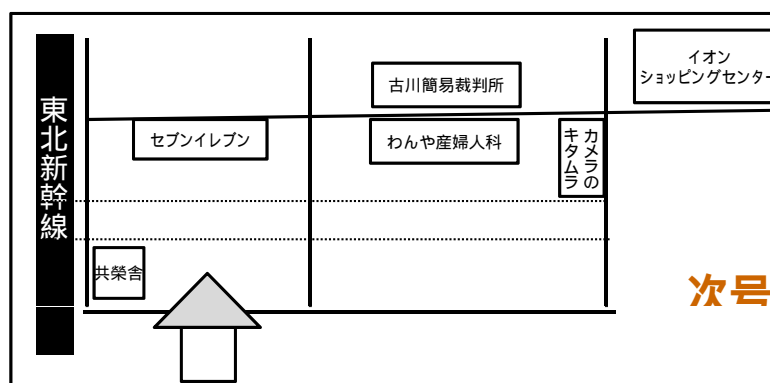 東北新幹線
イオン
ショッピングセンター
古川簡易裁判所
セブンイレブン
わんや産婦人科
カメラの
キタムラ
共榮舎
次号